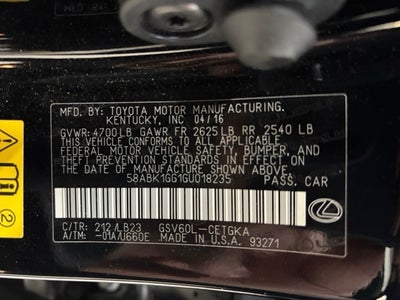 MFD. BY: TOYOTA MOTOR MANUFACTURING,
KENTUCKY, INC 04/16
GVWR: 4700LB GAWR FR 2625LB RR 2540 LB
THIS VEHICLE CONFORMS TO ALL APPLICABLE
FEDERAL MOTOR VEHICLE SAFETY, BUMPER, AND
THEFT PREVENTION STANDARDS IN EFFECT ON
THE DATE OF MANUFACTURE SHOWN ABOVE.
58ABK1GG1GU018235 PASS. CAR
C/TR: 212/LB23 GSV60L-CETGKA
A/TM: -01A/U660E MADE IN U.S.A. 93271
2